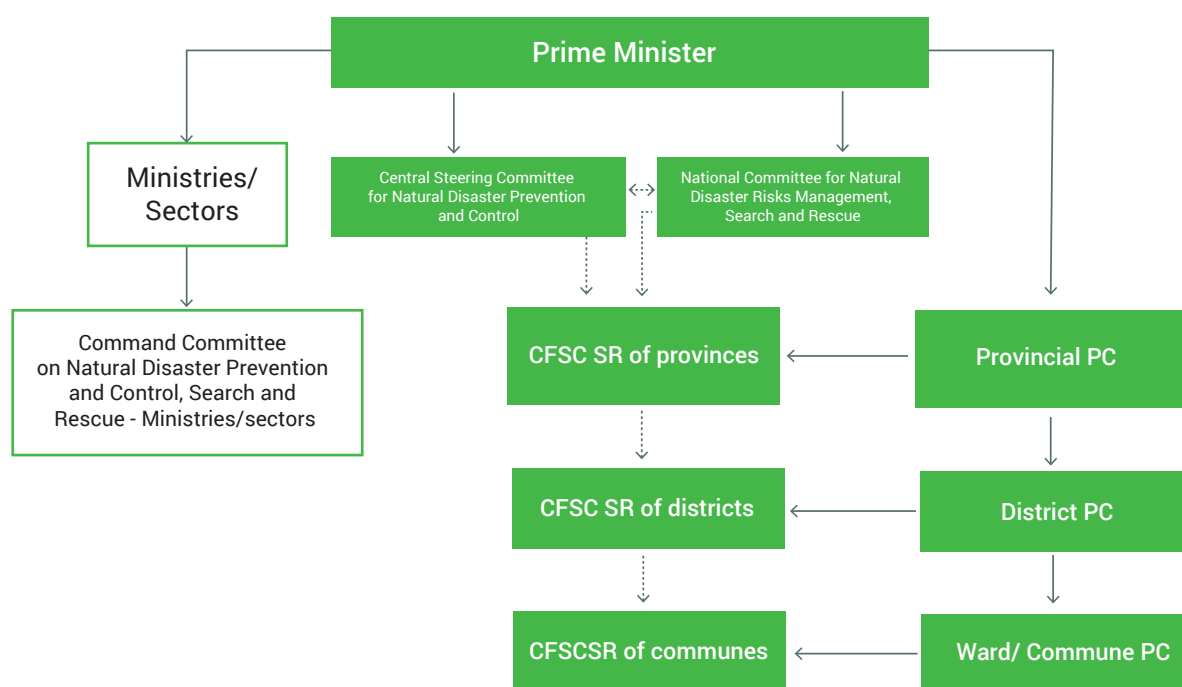 Prime Minister
Ministries/
Sectors
Central Steering Committee
for Natural Disaster Prevention
and Control
National Committee for Natural
Disaster Risks Management,
Search and Rescue
Command Committee
on Natural Disaster Prevention
and Control, Search and
Rescue - Ministries/sectors
CFSC SR of provinces
Provincial PC
CFSC SR of districts
District PC
CFSCSR of communes
Ward/ Commune PC